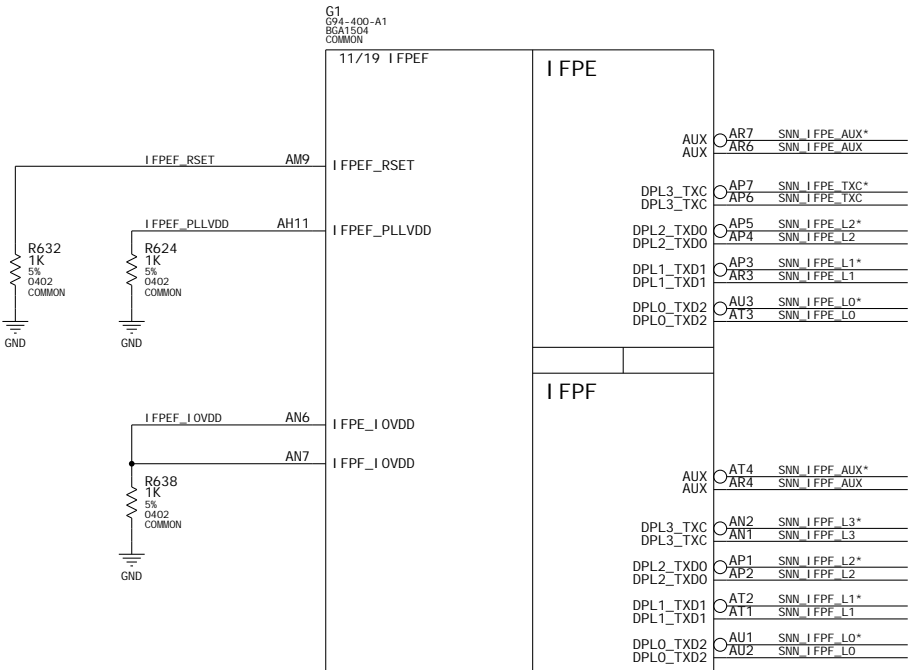 G1
G94-400-A1
BGA1504
COMMON
11/19 IFPEF
IFPE
AUX AR7 SNN_IFPE_AUX*
AUX AR6 SNN_IFPE_AUX
IFPEF_RSET AM9 IFPEF_RSET
DPL3_TXC AP7 SNN_IFPE_TXC*
DPL3_TXC AP6 SNN_IFPE_TXC
IFPEF_PLLVDD AH11 IFPEF_PLLVDD
DPL2_TXD0 AP5 SNN_IFPE_L2*
DPL2_TXD0 AP4 SNN_IFPE_L2
R632
1K
5%
0402
COMMON
R624
1K
5%
0402
COMMON
DPL1_TXD1 AP3 SNN_IFPE_L1*
DPL1_TXD1 AR3 SNN_IFPE_L1
DPL0_TXD2 AU3 SNN_IFPE_L0*
DPL0_TXD2 AT3 SNN_IFPE_L0
GND
GND
IFPF
IFPEF_IOVDD AN6 IFPE_IOVDD
AN7 IFPF_IOVDD
AUX AT4 SNN_IFPF_AUX*
AUX AR4 SNN_IFPF_AUX
R638
1K
5%
0402
COMMON
DPL3_TXC AN2 SNN_IFPF_L3*
DPL3_TXC AN1 SNN_IFPF_L3
GND
DPL2_TXD0 AP1 SNN_IFPF_L2*
DPL2_TXD0 AP2 SNN_IFPF_L2
DPL1_TXD1 AT2 SNN_IFPF_L1*
DPL1_TXD1 AT1 SNN_IFPF_L1
DPL0_TXD2 AU1 SNN_IFPF_L0*
DPL0_TXD2 AU2 SNN_IFPF_L0